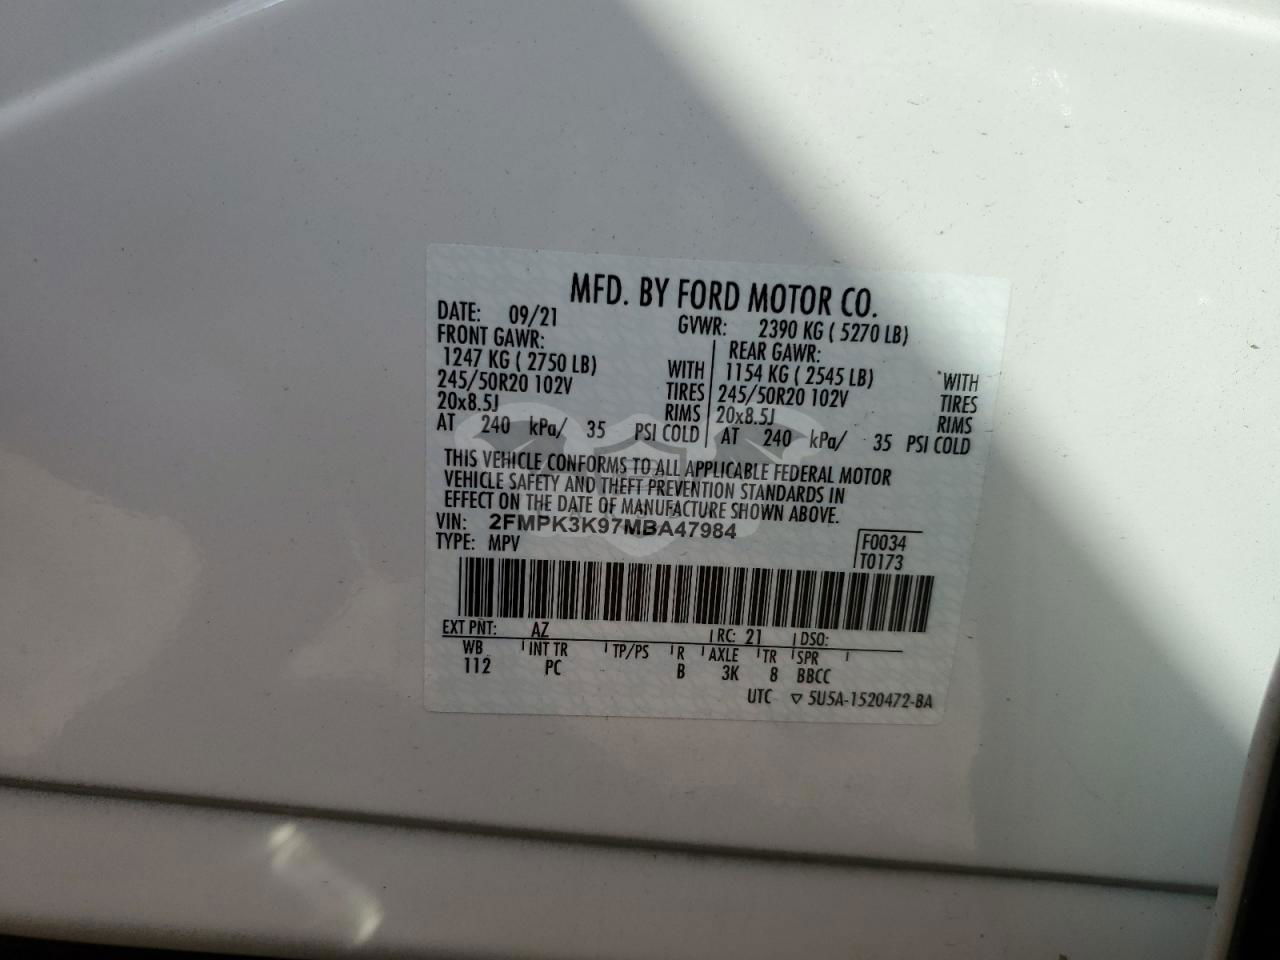 MFD. BY FORD MOTOR CO.
DATE: 09/21 GVWR: 2390 KG ( 5270 LB)
FRONT GAWR: REAR GAWR:
1247 KG ( 2750 LB) WITH 1154 KG ( 2545 LB) WITH
245/50R20 102V TIRES 245/50R20 102V TIRES
20x8.5J RIMS 20x8.5J RIMS
AT 240 kPa/ 35 PSI COLD AT 240 kPa/ 35 PSI COLD
THIS VEHICLE CONFORMS TO ALL APPLICABLE FEDERAL MOTOR
VEHICLE SAFETY AND THEFT PREVENTION STANDARDS IN
EFFECT ON THE DATE OF MANUFACTURE SHOWN ABOVE.
VIN: 2FMPK3K97MBA47984
TYPE: MPV F0034
T0173
EXT PNT: AZ RC: 21 DSO:
WB INT TR TP/PS R AXLE TR SPR
112 PC B 3K 8 BBCC
UTC ▽ 5U5A-1520472-BA